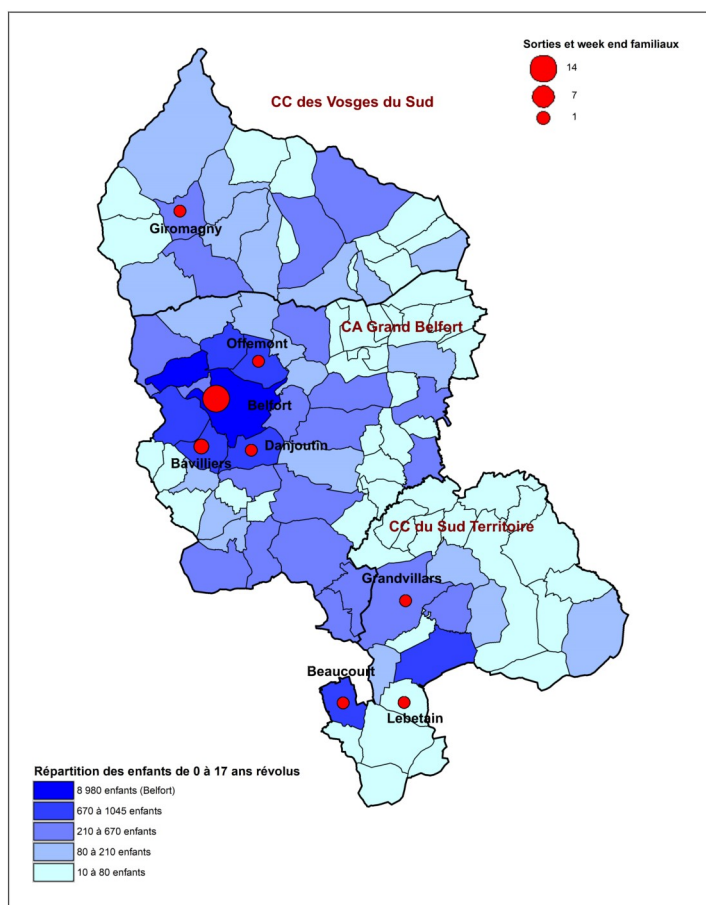 Sorties et week end familiaux
14
7
1
CC des Vosges du Sud
Giromagny
CA Grand Belfort
Offemont
Belfort
Danjoutin
Bavilliers
CC du Sud Territoire
Grandvillars
Beaucourt
Lebetain
Répartition des enfants de 0 à 17 ans révolus
8 980 enfants (Belfort)
670 à 1045 enfants
210 à 670 enfants
80 à 210 enfants
10 à 80 enfants